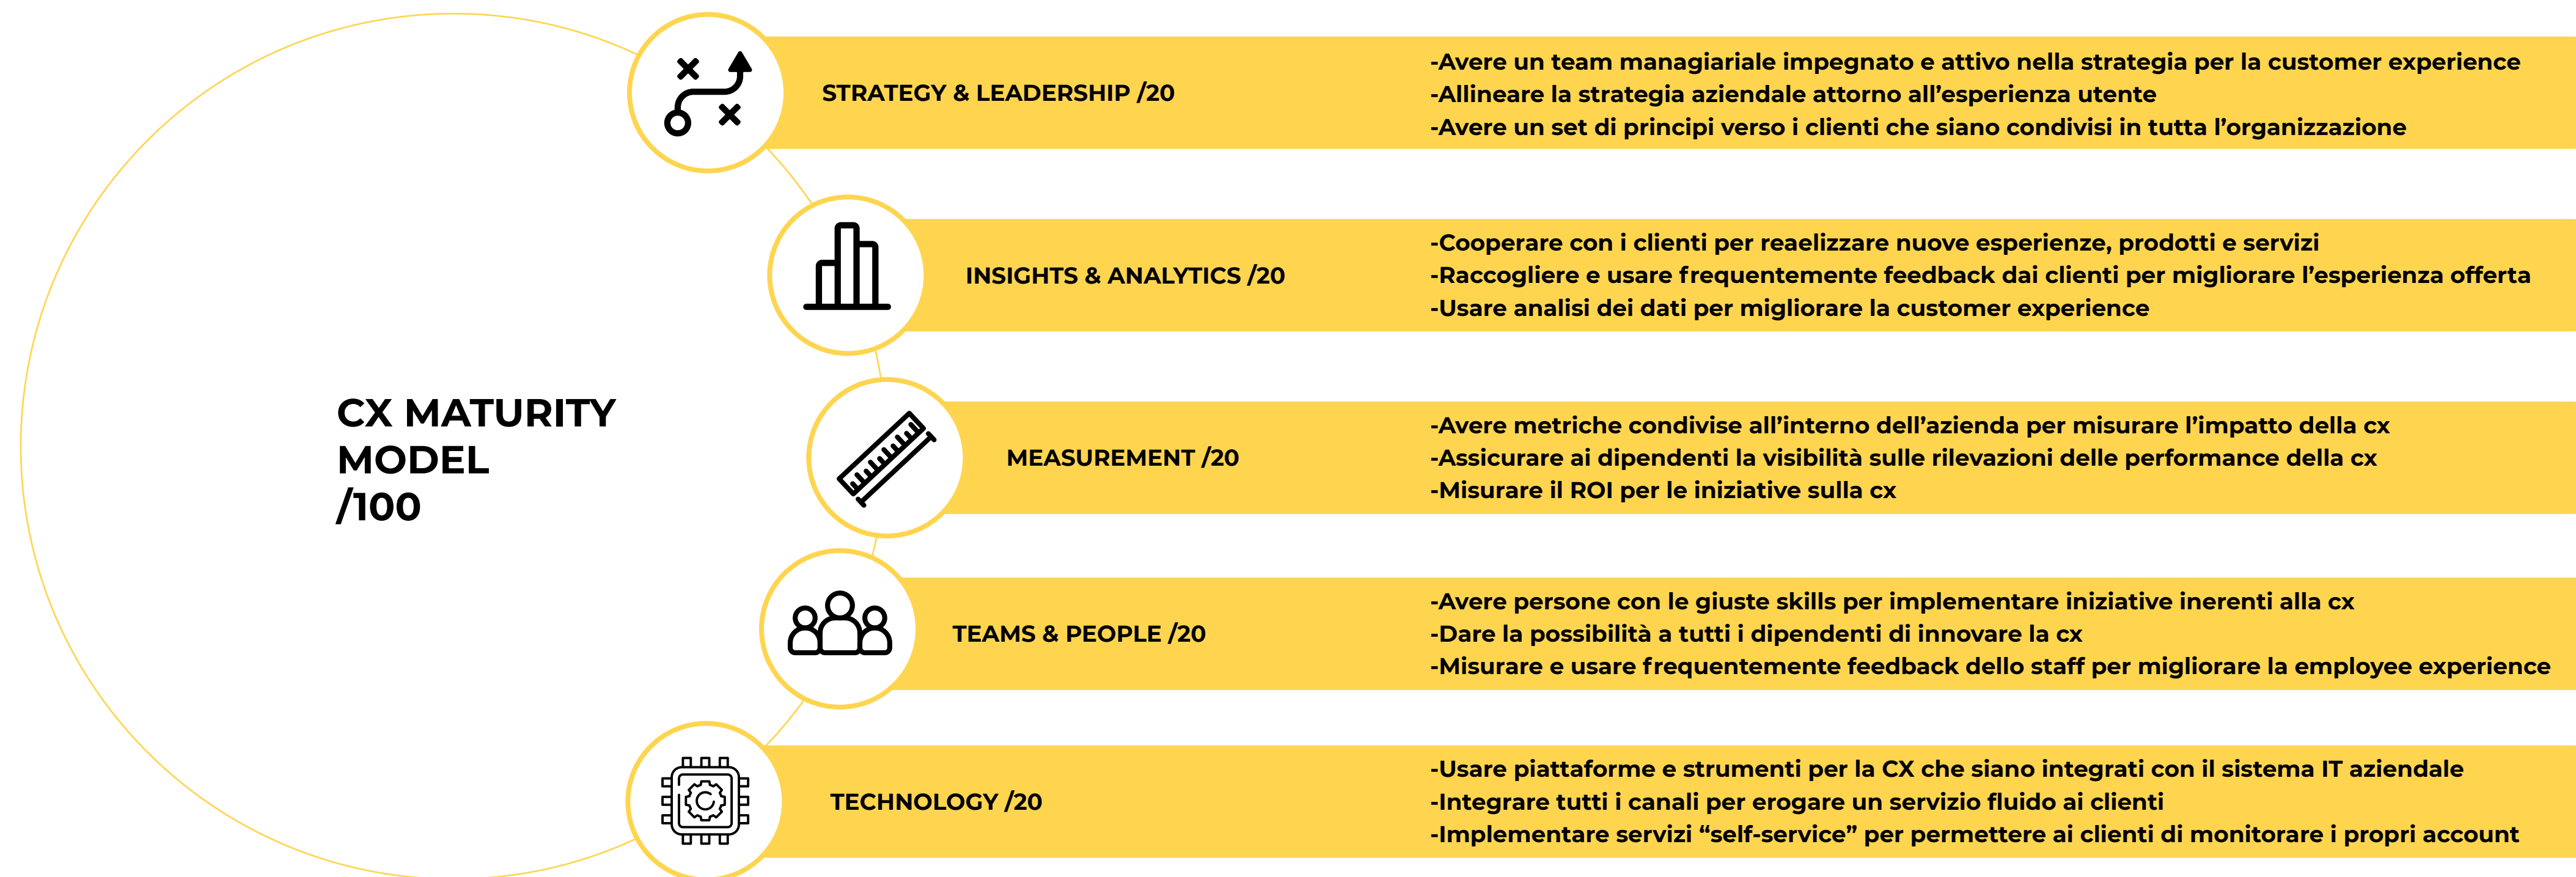 CX MATURITY
MODEL
/100
STRATEGY & LEADERSHIP /20
-Avere un team managiariale impegnato e attivo nella strategia per la customer experience
-Allineare la strategia aziendale attorno all’esperienza utente
-Avere un set di principi verso i clienti che siano condivisi in tutta l’organizzazione
INSIGHTS & ANALYTICS /20
-Cooperare con i clienti per reaelizzare nuove esperienze, prodotti e servizi
-Raccogliere e usare frequentemente feedback dai clienti per migliorare l’esperienza offerta
-Usare analisi dei dati per migliorare la customer experience
MEASUREMENT /20
-Avere metriche condivise all’interno dell’azienda per misurare l’impatto della cx
-Assicurare ai dipendenti la visibilità sulle rilevazioni delle performance della cx
-Misurare il ROI per le iniziative sulla cx
TEAMS & PEOPLE /20
-Avere persone con le giuste skills per implementare iniziative inerenti alla cx
-Dare la possibilità a tutti i dipendenti di innovare la cx
-Misurare e usare frequentemente feedback dello staff per migliorare la employee experience
TECHNOLOGY /20
-Usare piattaforme e strumenti per la CX che siano integrati con il sistema IT aziendale
-Integrare tutti i canali per erogare un servizio fluido ai clienti
-Implementare servizi “self-service” per permettere ai clienti di monitorare i propri account